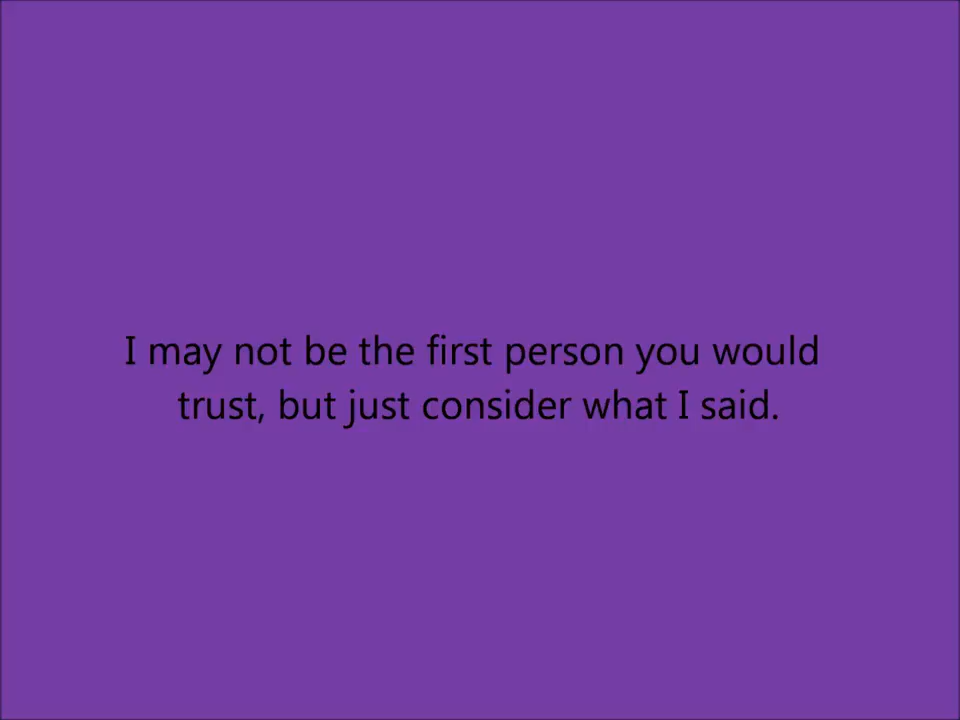 I may not be the first person you would
trust, but just consider what I said.